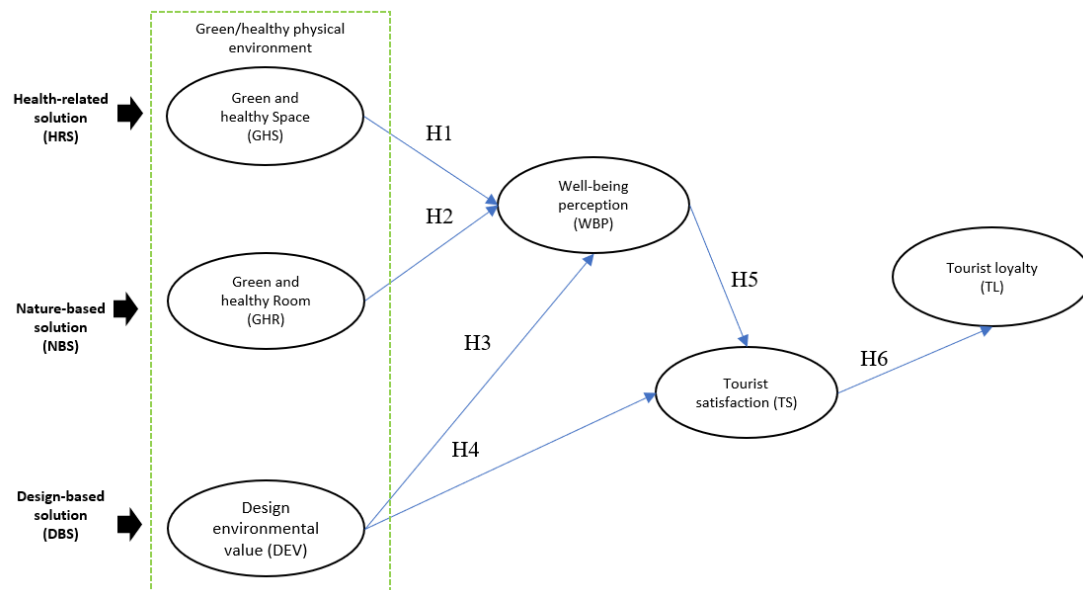 Green/healthy physical
environment
Health-related
solution
(HRS)
Green and
healthy Space
(GHS)
H1
Well-being
perception
(WBP)
H2
Nature-based
solution
(NBS)
Green and
healthy Room
(GHR)
H3
H5
Tourist loyalty
(TL)
H4
Tourist
satisfaction (TS)
H6
Design-based
solution
(DBS)
Design
environmental
value (DEV)